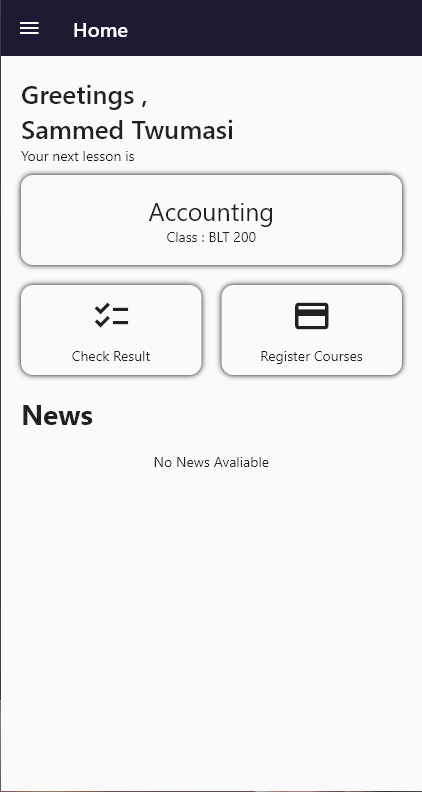 Home
Greetings ,
Sammed Twumasi
Your next lesson is
Accounting
Class : BLT 200
Check Result
Register Courses
News
No News Avaliable